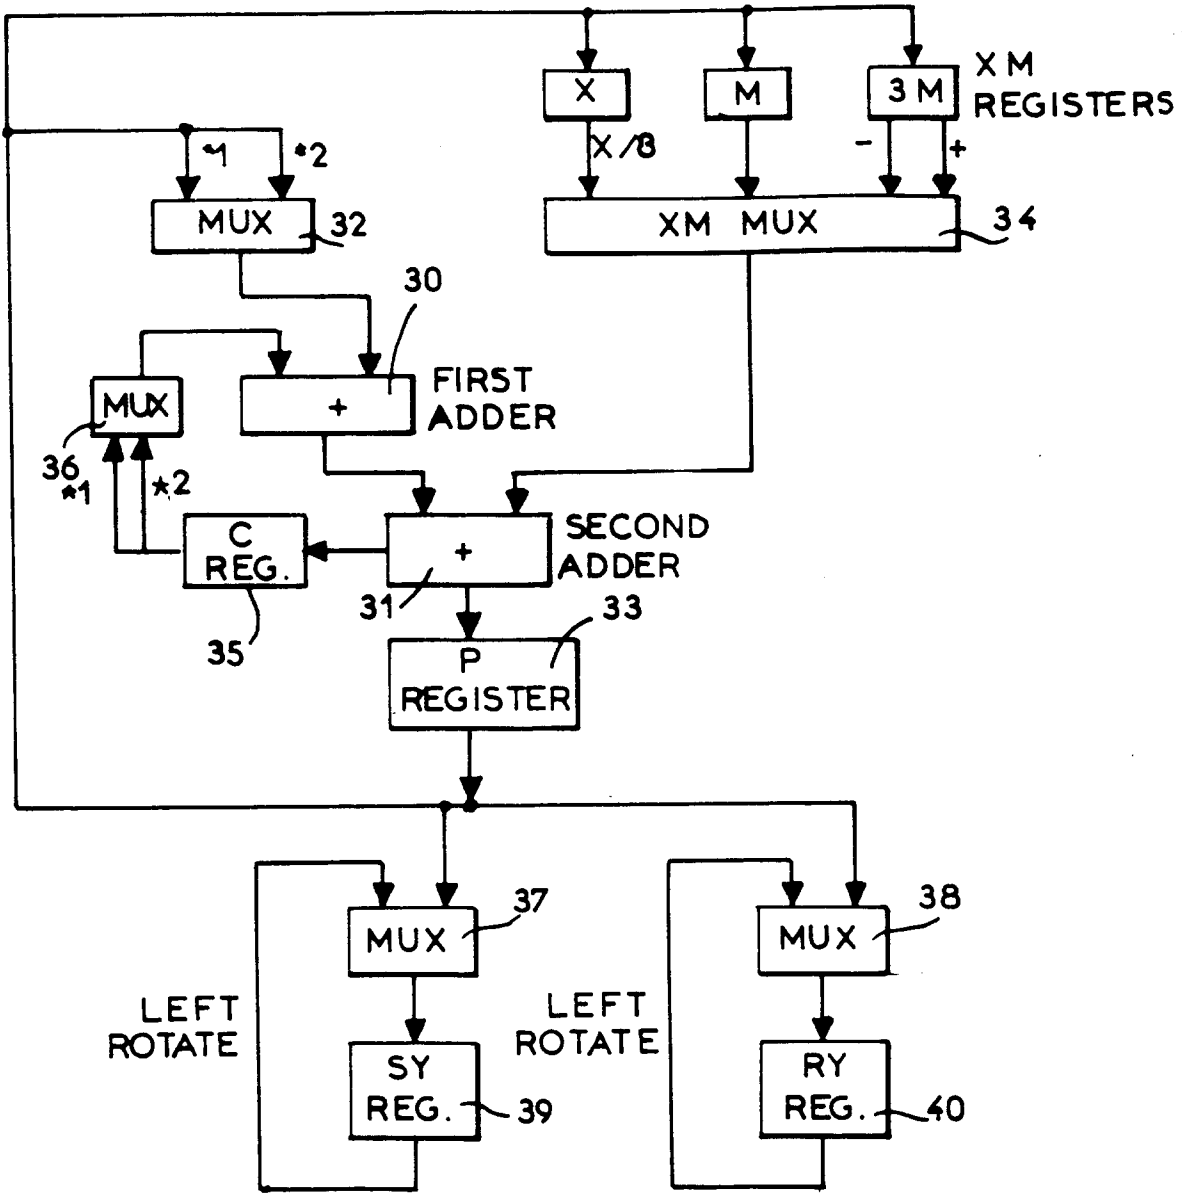 X
M
3 M
X M
REGISTERS
X/8
-
+
*1
*2
MUX
32
XM MUX
34
30
MUX
36
+
FIRST
ADDER
*1
*2
C
REG.
35
+
31
SECOND
ADDER
33
P
REGISTER
37
MUX
38
MUX
LEFT
ROTATE
LEFT
ROTATE
SY
REG.
39
RY
REG.
40